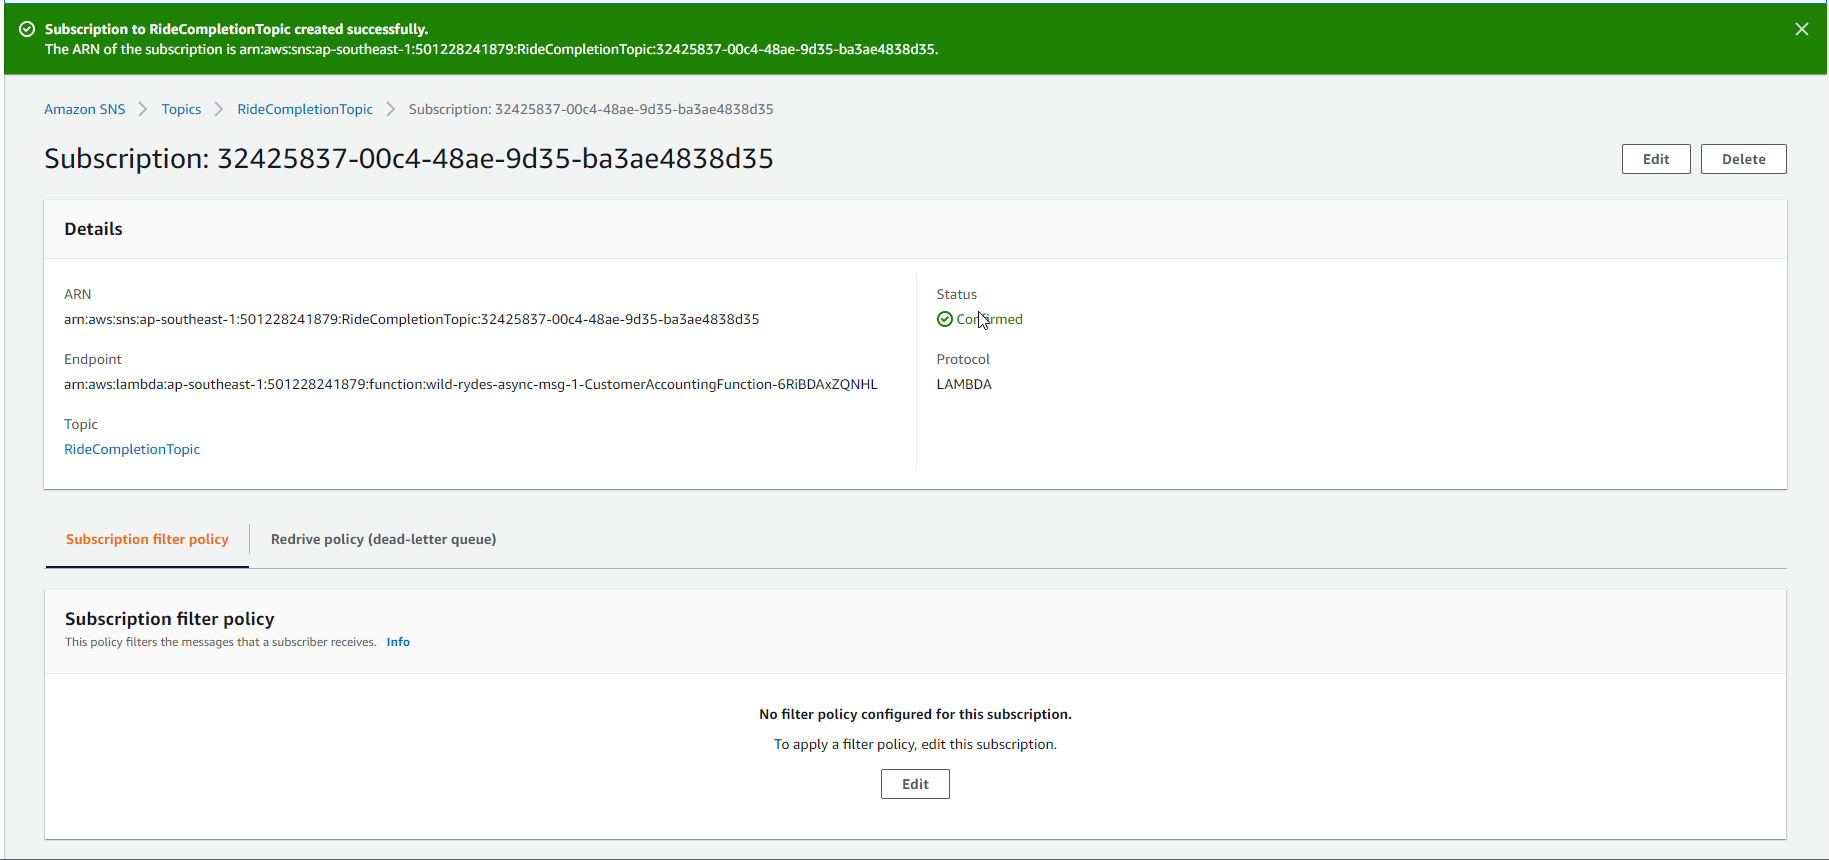 Subscription to RideCompletionTopic created successfully.
The ARN of the subscription is arn:aws:sns:ap-southeast-1:501228241879:RideCompletionTopic:32425837-00c4-48ae-9d35-ba3ae4838d35.
Amazon SNS > Topics > RideCompletionTopic > Subscription: 32425837-00c4-48ae-9d35-ba3ae4838d35
Subscription: 32425837-00c4-48ae-9d35-ba3ae4838d35
Edit
Delete
Details
ARN
arn:aws:sns:ap-southeast-1:501228241879:RideCompletionTopic:32425837-00c4-48ae-9d35-ba3ae4838d35
Endpoint
arn:aws:lambda:ap-southeast-1:501228241879:function:wild-rydes-async-msg-1-CustomerAccountingFunction-6RiBDAxZQNHL
Topic
RideCompletionTopic
Status
Confirmed
Protocol
LAMBDA
Subscription filter policy
Redrive policy (dead-letter queue)
Subscription filter policy
This policy filters the messages that a subscriber receives. Info
No filter policy configured for this subscription.
To apply a filter policy, edit this subscription.
Edit